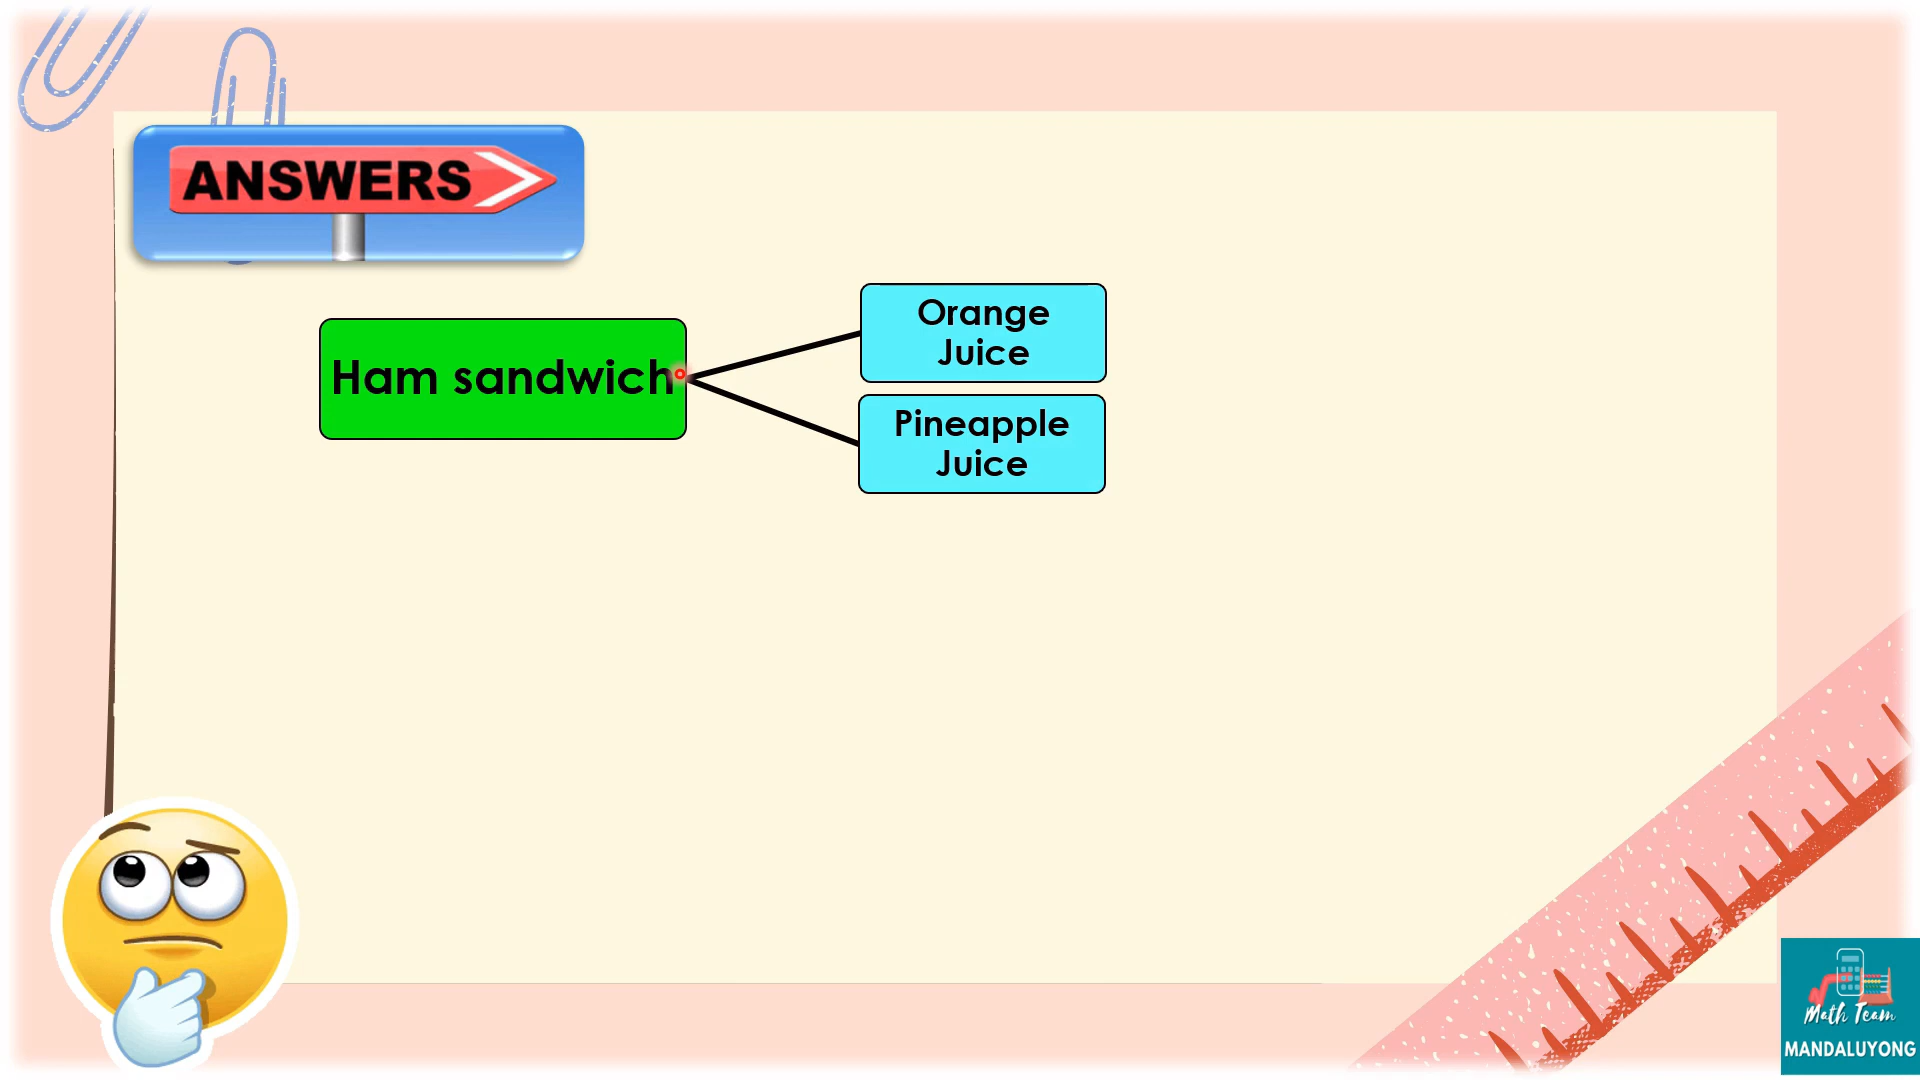 ANSWERS
Ham sandwich
Orange
Juice
Pineapple
Juice
Math Team
MANDALUYONG